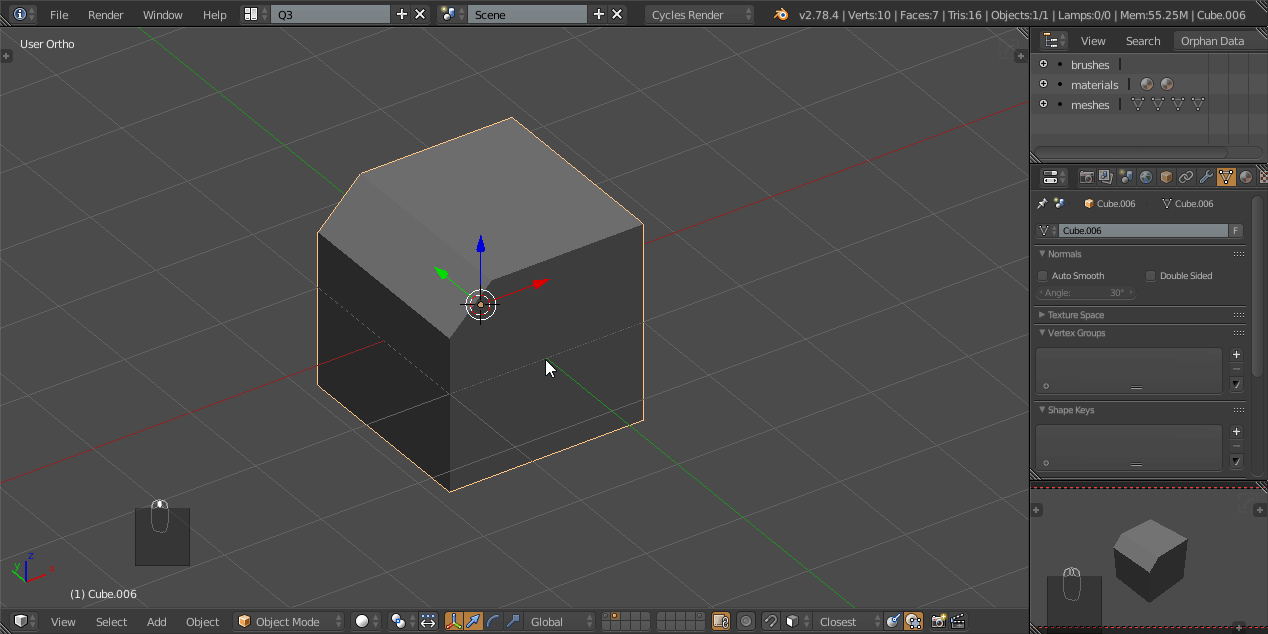 File Render Window Help Q3 Scene Cycles Render v2.78.4 | Verts:10 | Faces:7 | Tris:16 | Objects:1/1 | Lamps:0/0 | Mem:55.25M | Cube.006
User Ortho
View Search Orphan Data
brushes
materials
meshes
Cube.006 Cube.006
Cube.006 F
Normals
Auto Smooth Double Sided
Angle: 30°
Texture Space
Vertex Groups
Shape Keys
z
y x
(1) Cube.006
View Select Add Object Object Mode Global Closest